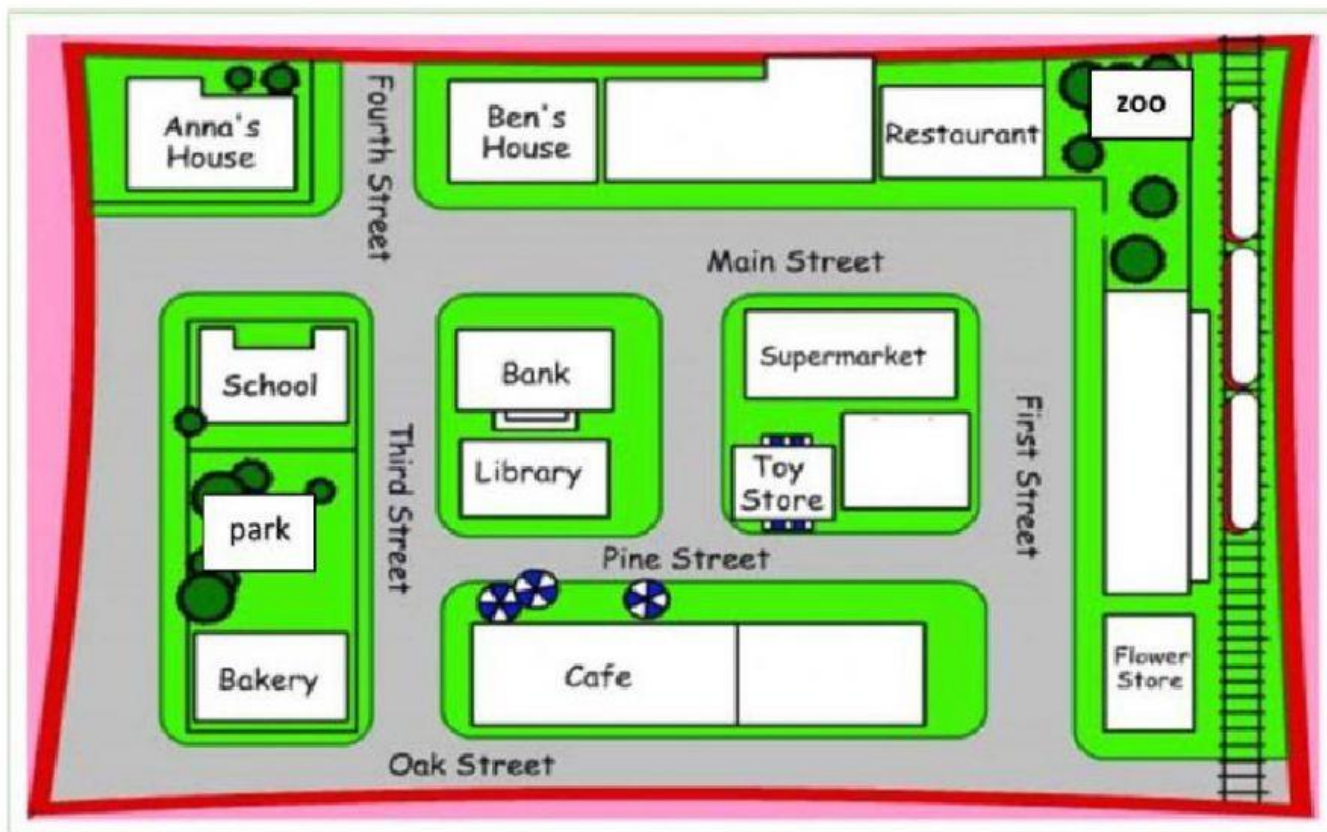 Anna's
House
Fourth Street
Ben's
House
Restaurant
ZOO
Main Street
School
Bank
Supermarket
Third Street
Library
Toy
Store
First Street
park
Pine Street
Bakery
Cafe
Flower
Store
Oak Street